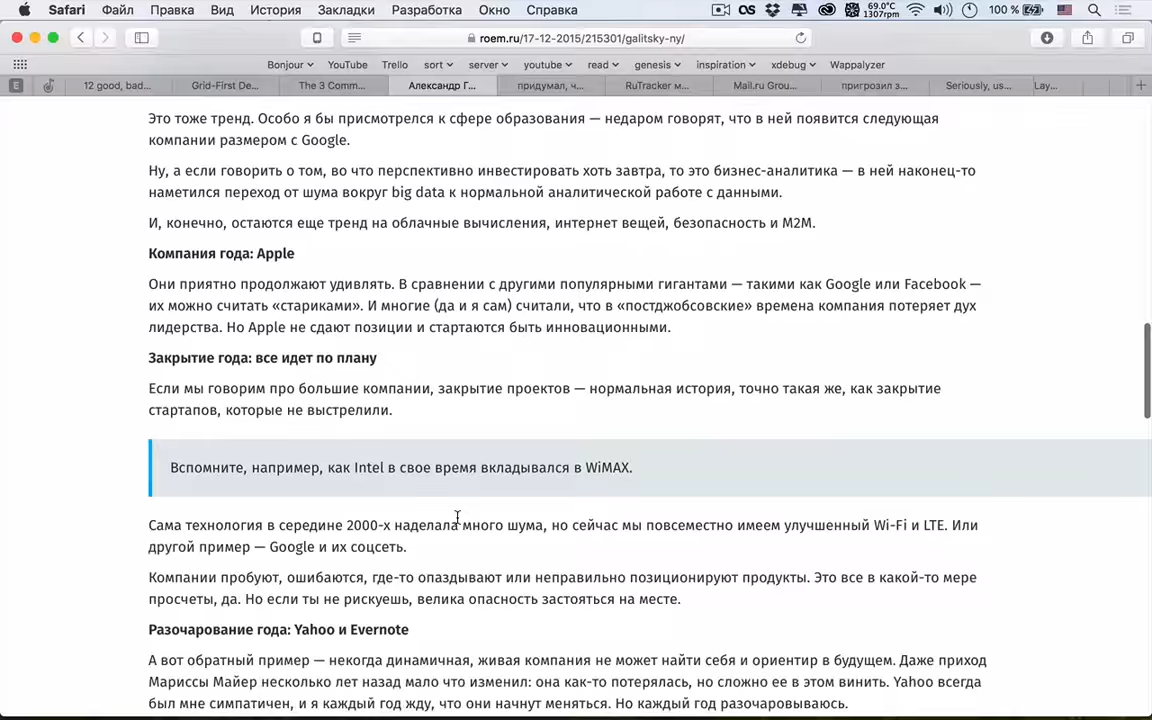 Safari Файл Правка Вид История Закладки Разработка Окно Справка 69.0°C 1307rpm 100 %
roem.ru/17-12-2015/215301/galitsky-ny/
Bonjour YouTube Trello sort server youtube read genesis inspiration xdebug Wappalyzer
E 12 good, bad... Grid-First De... The 3 Comm... Александр Г... придумал, ч... RuTracker м... Mail.ru Grou... пригрозил з... Seriously, us... Lay...
Это тоже тренд. Особо я бы присмотрелся к сфере образования — недаром говорят, что в ней появится следующая
компании размером с Google.
Ну, а если говорить о том, во что перспективно инвестировать хоть завтра, то это бизнес-аналитика — в ней наконец-то
наметился переход от шума вокруг big data к нормальной аналитической работе с данными.
И, конечно, остаются еще тренд на облачные вычисления, интернет вещей, безопасность и M2M.
Компания года: Apple
Они приятно продолжают удивлять. В сравнении с другими популярными гигантами — такими как Google или Facebook —
их можно считать «стариками». И многие (да и я сам) считали, что в «постджобсовские» времена компания потеряет дух
лидерства. Но Apple не сдают позиции и стартаются быть инновационными.
Закрытие года: все идет по плану
Если мы говорим про большие компании, закрытие проектов — нормальная история, точно такая же, как закрытие
стартапов, которые не выстрелили.
Вспомните, например, как Intel в свое время вкладывался в WiMAX.
Сама технология в середине 2000-х наделала много шума, но сейчас мы повсеместно имеем улучшенный Wi-Fi и LTE. Или
другой пример — Google и их соцсеть.
Компании пробуют, ошибаются, где-то опаздывают или неправильно позиционируют продукты. Это все в какой-то мере
просчеты, да. Но если ты не рискуешь, велика опасность застояться на месте.
Разочарование года: Yahoo и Evernote
А вот обратный пример — некогда динамичная, живая компания не может найти себя и ориентир в будущем. Даже приход
Мариссы Майер несколько лет назад мало что изменил: она как-то потерялась, но сложно ее в этом винить. Yahoo всегда
был мне симпатичен, и я каждый год жду, что они начнут меняться. Но каждый год разочаровываюсь.